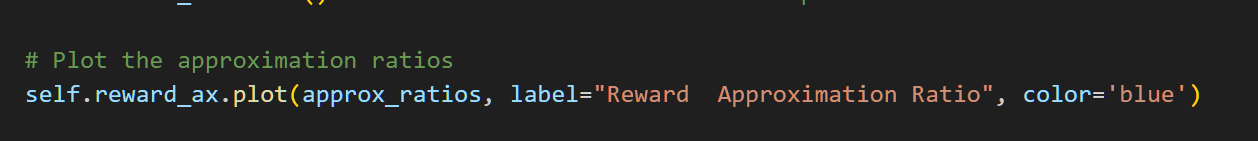 # Plot the approximation ratios
self.reward_ax.plot(approx_ratios, label="Reward  Approximation Ratio", color='blue')